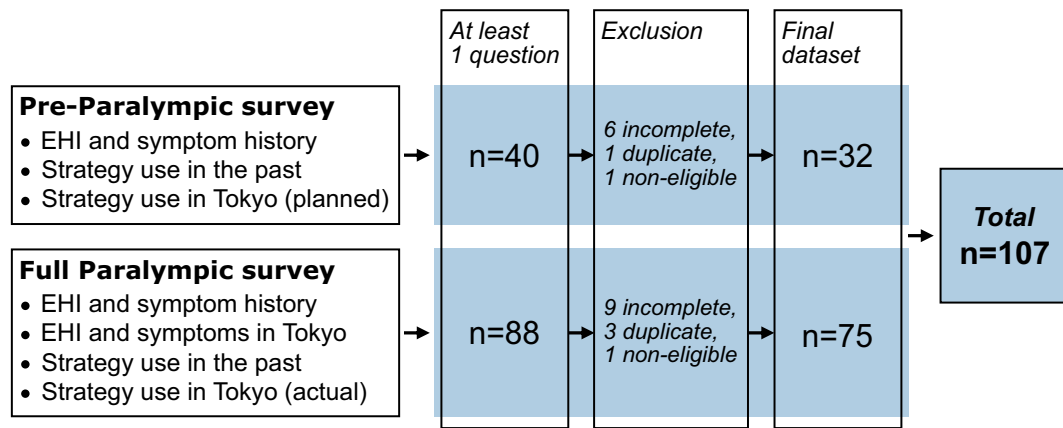 At least
1 question
Exclusion
Final
dataset
Pre-Paralympic survey
• EHI and symptom history
• Strategy use in the past
• Strategy use in Tokyo (planned)
n=40
6 incomplete,
1 duplicate,
1 non-eligible
n=32
Full Paralympic survey
• EHI and symptom history
• EHI and symptoms in Tokyo
• Strategy use in the past
• Strategy use in Tokyo (actual)
n=88
9 incomplete,
3 duplicate,
1 non-eligible
n=75
Total
n=107